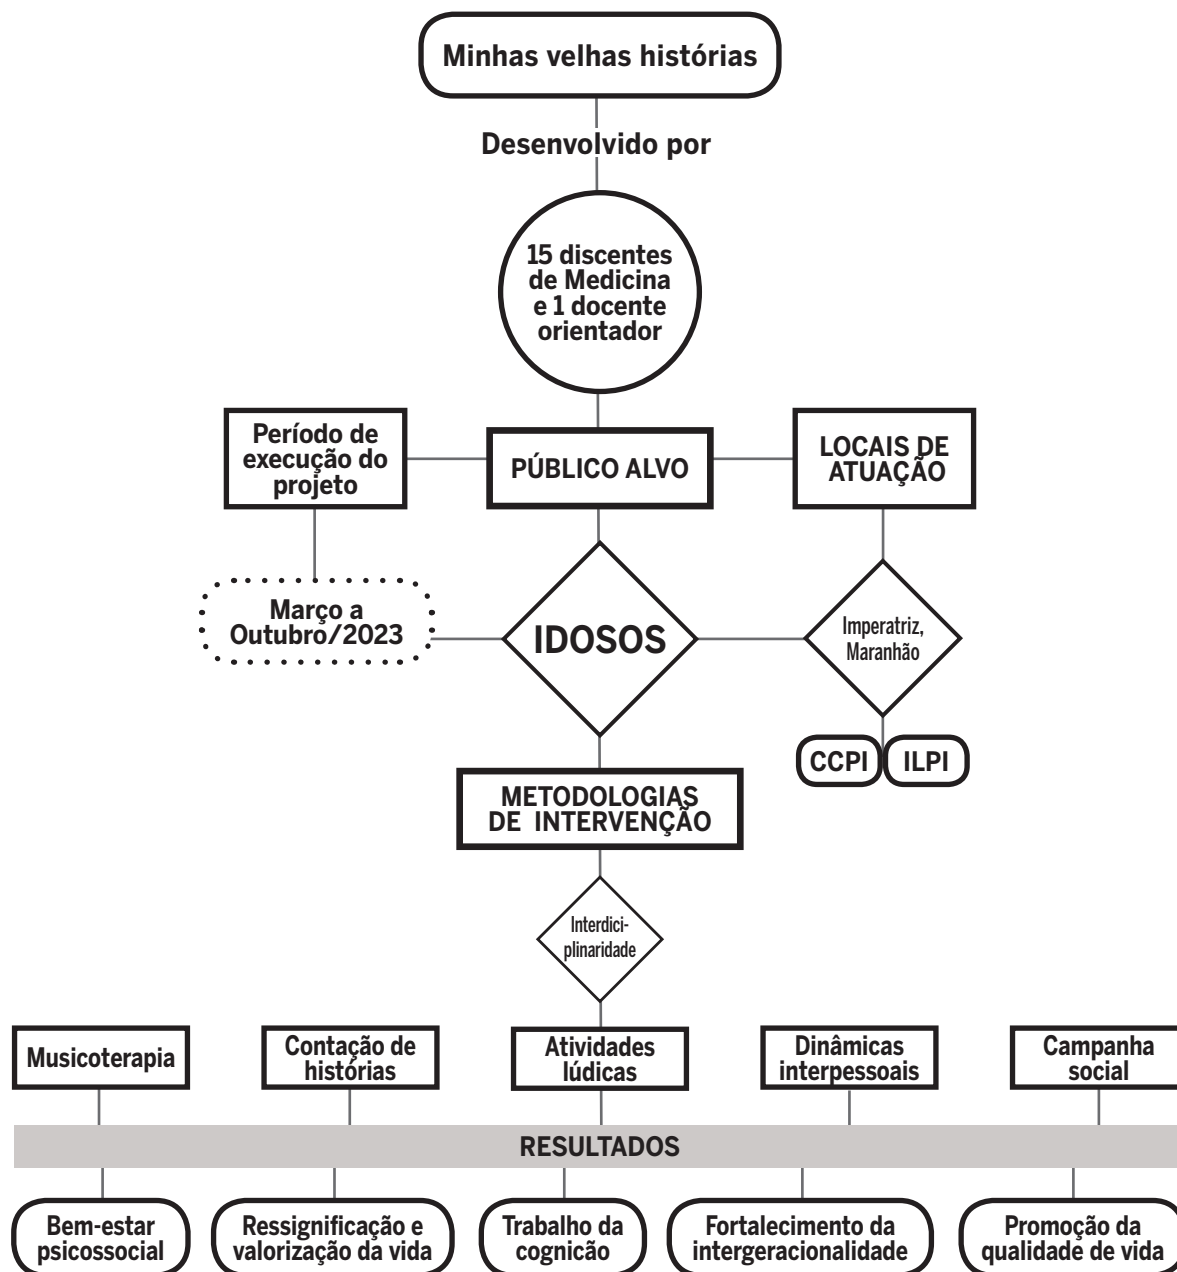 Minhas velhas histórias
Desenvolvido por
15 discentes
de Medicina
e 1 docente
orientador
Período de
execução do
projeto
PÚBLICO ALVO
LOCAIS DE
ATUAÇÃO
Março a
Outubro/2023
IDOSOS
Imperatriz,
Maranhão
CCPI
ILPI
METODOLOGIAS
DE INTERVENÇÃO
Interdici-
plinaridade
Musicoterapia
Contação de
histórias
Atividades
lúdicas
Dinâmicas
interpessoais
Campanha
social
RESULTADOS
Bem-estar
psicossocial
Ressignificação e
valorização da vida
Trabalho da
cognicão
Fortalecimento da
intergeracionalidade
Promoção da
qualidade de vida